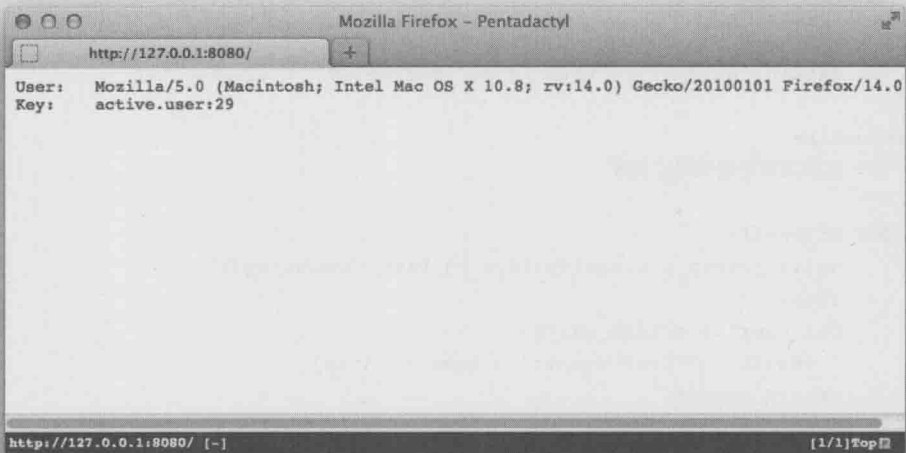 Mozilla Firefox – Pentadactyl
http://127.0.0.1:8080/
User: Mozilla/5.0 (Macintosh; Intel Mac OS X 10.8; rv:14.0) Gecko/20100101 Firefox/14.0
Key: active.user:29
http://127.0.0.1:8080/ [-] [1/1]Top